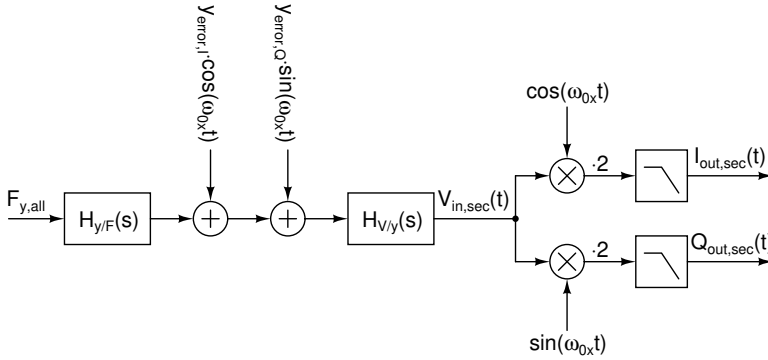 y_error,I·cos(ω_0x t)
y_error,Q·sin(ω_0x t)
cos(ω_0x t)
·2
I_out,sec(t)
F_y,all
H_y/F(s)
+
+
H_V/y(s)
V_in,sec(t)
·2
Q_out,sec(t)
sin(ω_0x t)